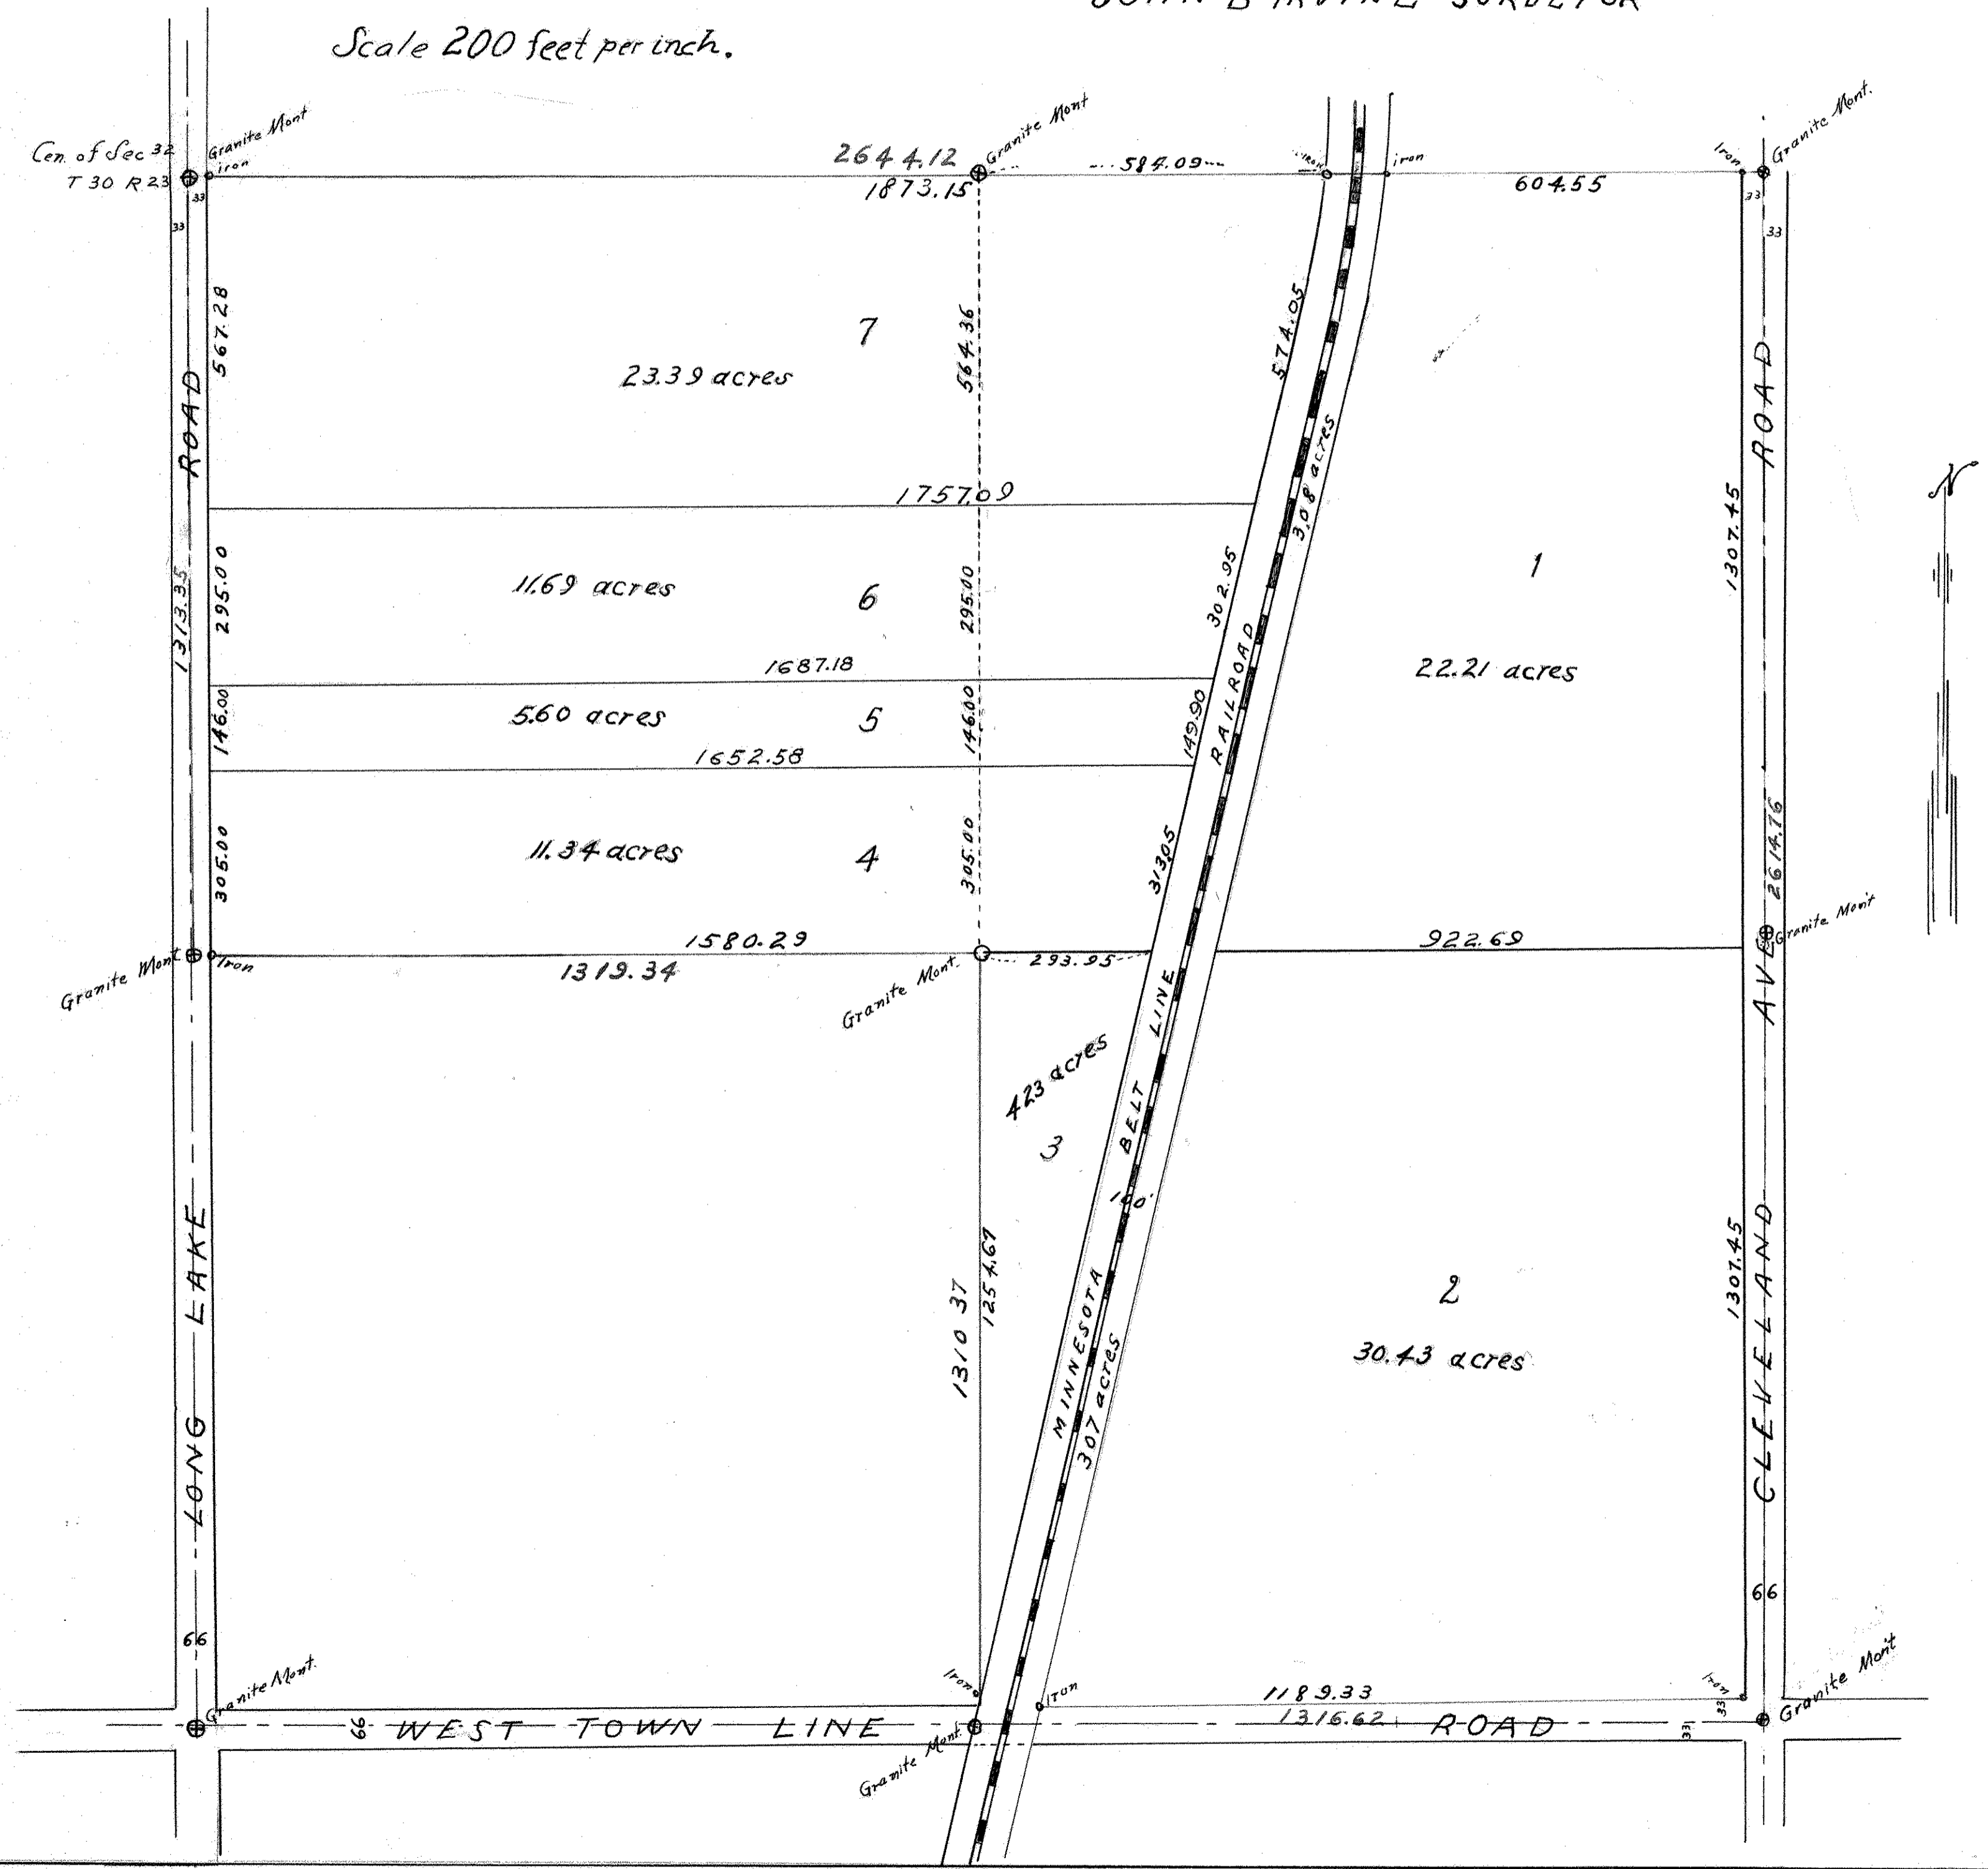 Scale 200 feet per inch.
Granite Mont
Granite Mont
Granite Mont.
Cen. of Sec 32
T 30 R 23
iron
2644.12
1873.15
584.09
iron
Iron
604.55
33
33
33
33
567.28
564.36
574.05
7
23.39 acres
3.08 acres
ROAD
ROAD
1757.09
1307.45
N
1313.35
295.00
11.69 acres
6
295.00
302.95
1
1687.18
22.21 acres
146.00
5.60 acres
5
146.00
149.90
RAILROAD
1652.58
305.00
11.34 acres
4
305.00
313.05
2614.76
1580.29
922.69
Granite Mont
Granite Mont
Iron
1319.34
Granite Mont.
293.95
AVE
LINE
423 acres
3
BELT
100'
LONG LAKE
1310 37
1254.69
MINNESOTA
307 acres
2
30.43 acres
1307.45
CLEVELAND
66
66
Granite Mont.
Iron
Iron
1189.33
Iron
33
Granite Mont
66
WEST TOWN LINE
1316.62
ROAD
33
Granite Mont.